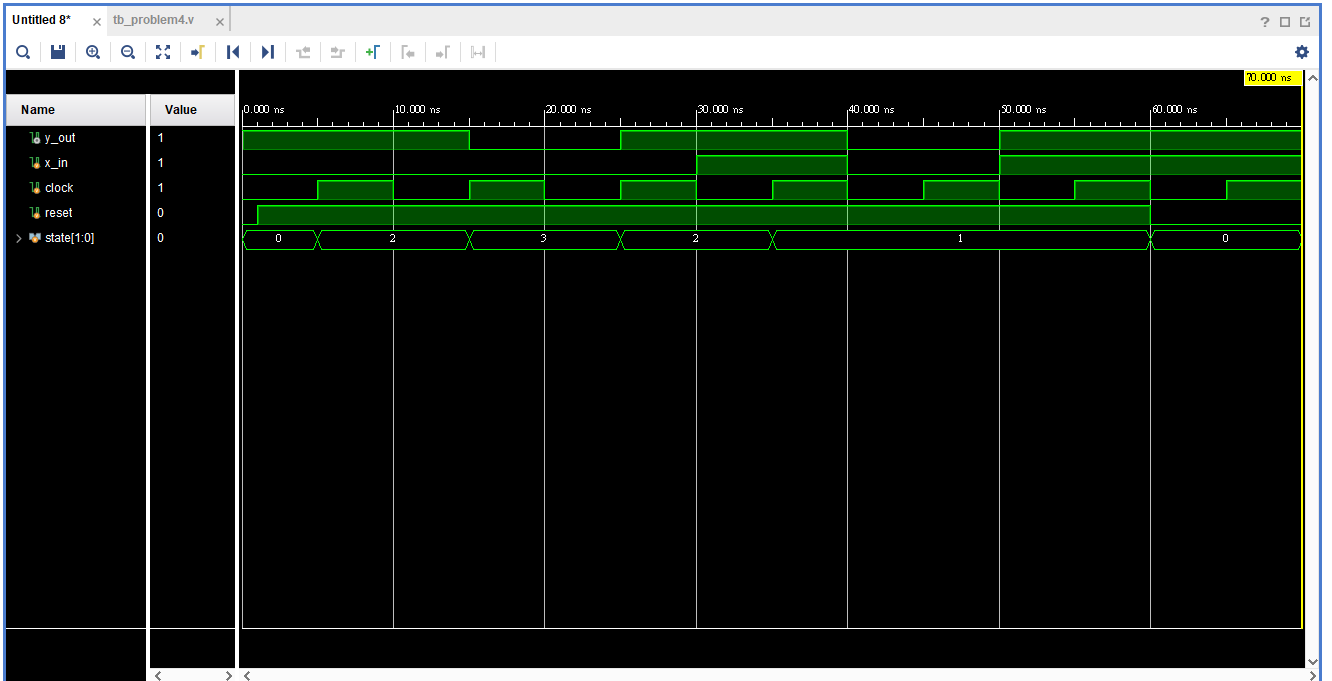 Untitled 8* × tb_problem4.v ×
?
70.000 ns
Name Value
0.000 ns 10.000 ns 20.000 ns 30.000 ns 40.000 ns 50.000 ns 60.000 ns
y_out 1
x_in 1
clock 1
reset 0
state[1:0] 0 0 2 3 2 1 0